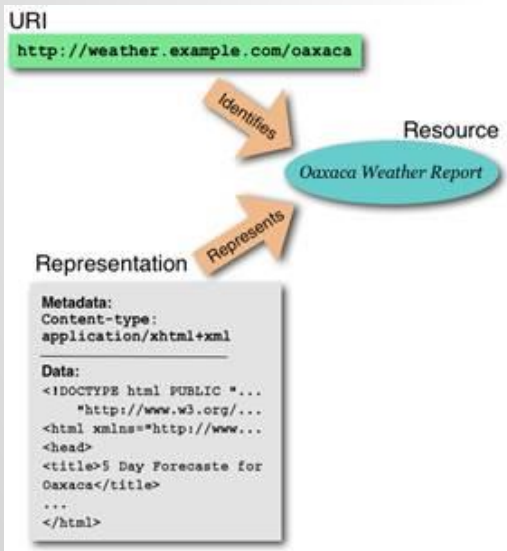 URI
http://weather.example.com/oaxaca
Identifies
Resource
Oaxaca Weather Report
Represents
Representation
Metadata:
Content-type:
application/xhtml+xml
Data:
<!DOCTYPE html PUBLIC "...
"http://www.w3.org/...
<html xmlns="http://www...
<head>
<title>5 Day Forecaste for
Oaxaca</title>
...
</html>